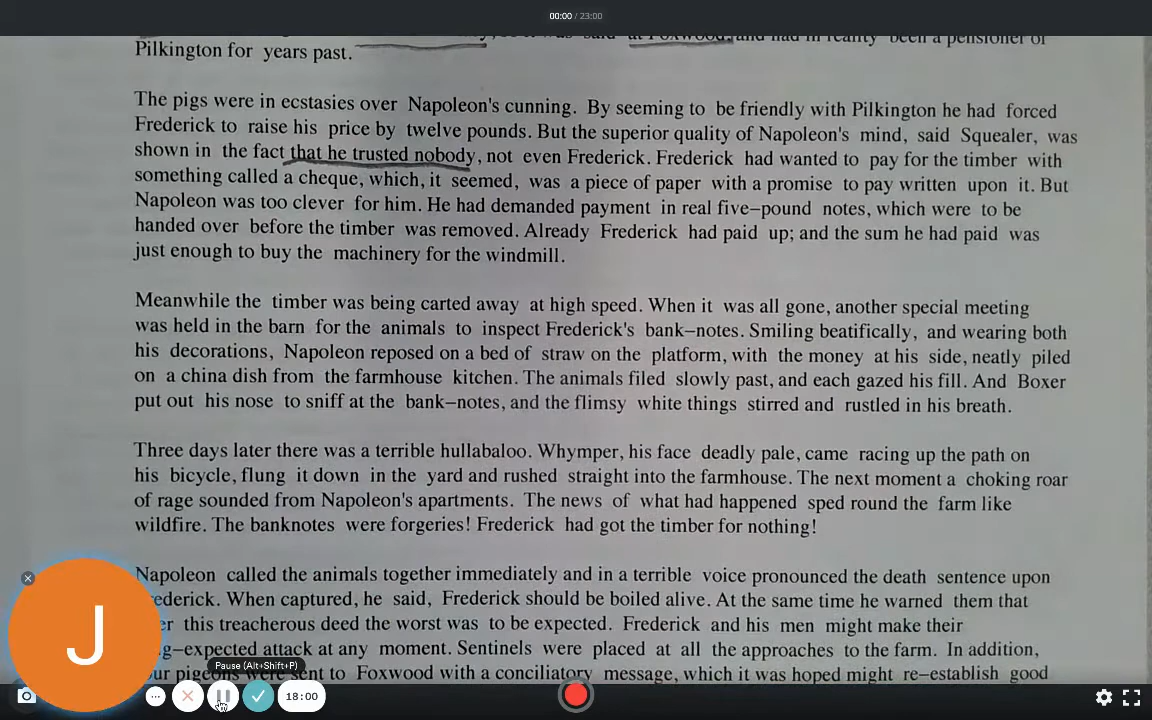 00:00 / 23:00
at Foxwood, and had in reality been a pensioner of
Pilkington for years past.
The pigs were in ecstasies over Napoleon's cunning. By seeming to be friendly with Pilkington he had forced
Frederick to raise his price by twelve pounds. But the superior quality of Napoleon's mind, said Squealer, was
shown in the fact that he trusted nobody, not even Frederick. Frederick had wanted to pay for the timber with
something called a cheque, which, it seemed, was a piece of paper with a promise to pay written upon it. But
Napoleon was too clever for him. He had demanded payment in real five–pound notes, which were to be
handed over before the timber was removed. Already Frederick had paid up; and the sum he had paid was
just enough to buy the machinery for the windmill.
Meanwhile the timber was being carted away at high speed. When it was all gone, another special meeting
was held in the barn for the animals to inspect Frederick's bank–notes. Smiling beatifically, and wearing both
his decorations, Napoleon reposed on a bed of straw on the platform, with the money at his side, neatly piled
on a china dish from the farmhouse kitchen. The animals filed slowly past, and each gazed his fill. And Boxer
put out his nose to sniff at the bank–notes, and the flimsy white things stirred and rustled in his breath.
Three days later there was a terrible hullabaloo. Whymper, his face deadly pale, came racing up the path on
his bicycle, flung it down in the yard and rushed straight into the farmhouse. The next moment a choking roar
of rage sounded from Napoleon's apartments. The news of what had happened sped round the farm like
wildfire. The banknotes were forgeries! Frederick had got the timber for nothing!
Napoleon called the animals together immediately and in a terrible voice pronounced the death sentence upon
ederick. When captured, he said, Frederick should be boiled alive. At the same time he warned them that
er this treacherous deed the worst was to be expected. Frederick and his men might make their
g–expected attack at any moment. Sentinels were placed at all the approaches to the farm. In addition,
ur pigeons were sent to Foxwood with a conciliatory message, which it was hoped might re–establish good
J
Pause (Alt+Shift+P)
18:00